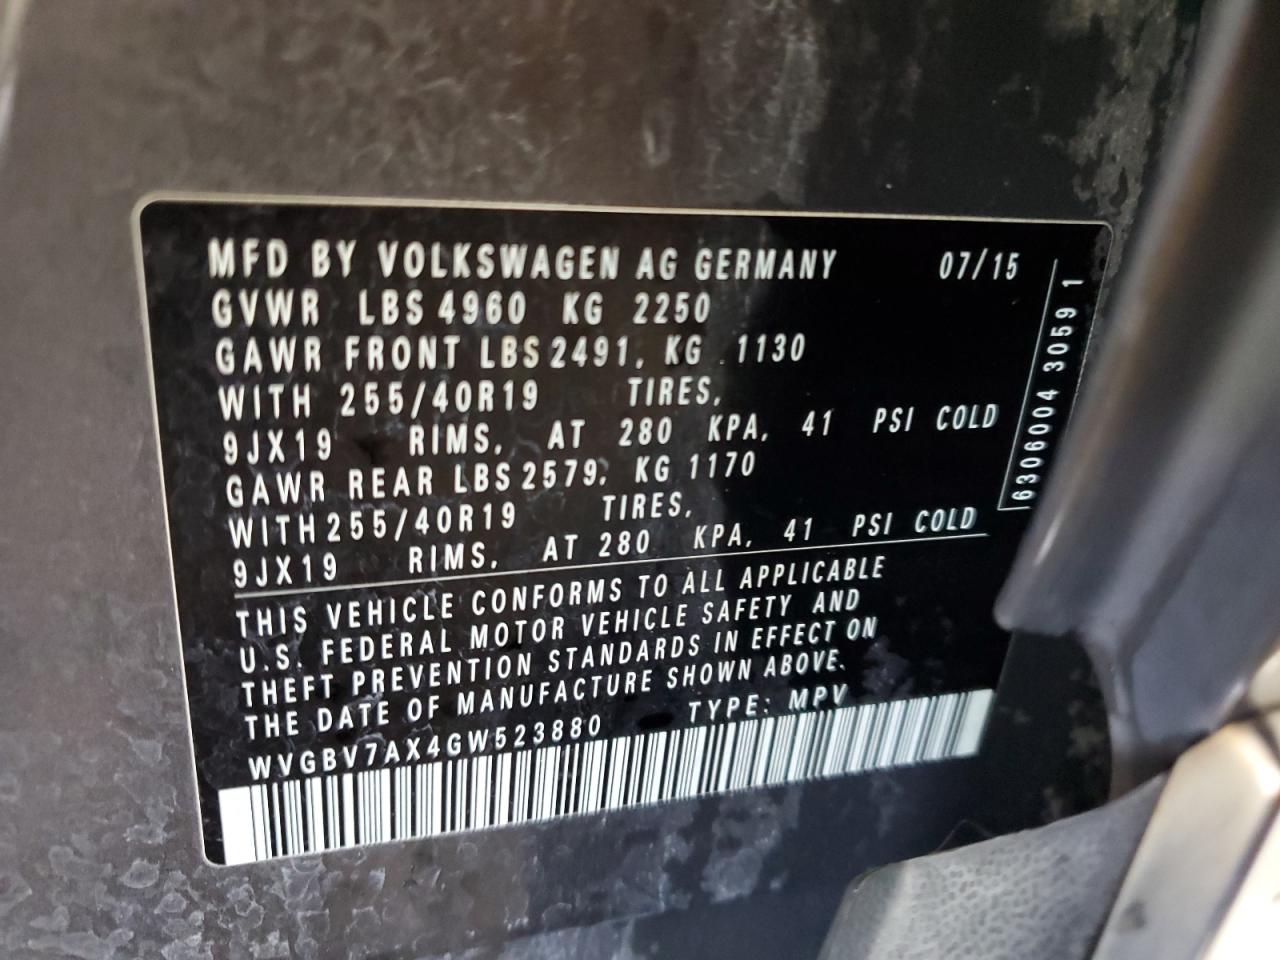 MFD BY VOLKSWAGEN AG GERMANY 07/15
GVWR LBS 4960 KG 2250
GAWR FRONT LBS 2491, KG 1130
WITH 255/40R19 TIRES,
9JX19 RIMS, AT 280 KPA, 41 PSI COLD
GAWR REAR LBS 2579, KG 1170
WITH 255/40R19 TIRES,
9JX19 RIMS, AT 280 KPA, 41 PSI COLD
THIS VEHICLE CONFORMS TO ALL APPLICABLE
U.S. FEDERAL MOTOR VEHICLE SAFETY AND
THEFT PREVENTION STANDARDS IN EFFECT ON
THE DATE OF MANUFACTURE SHOWN ABOVE.
WVGBV7AX4GW523880 TYPE: MPV
6306004 3059 1